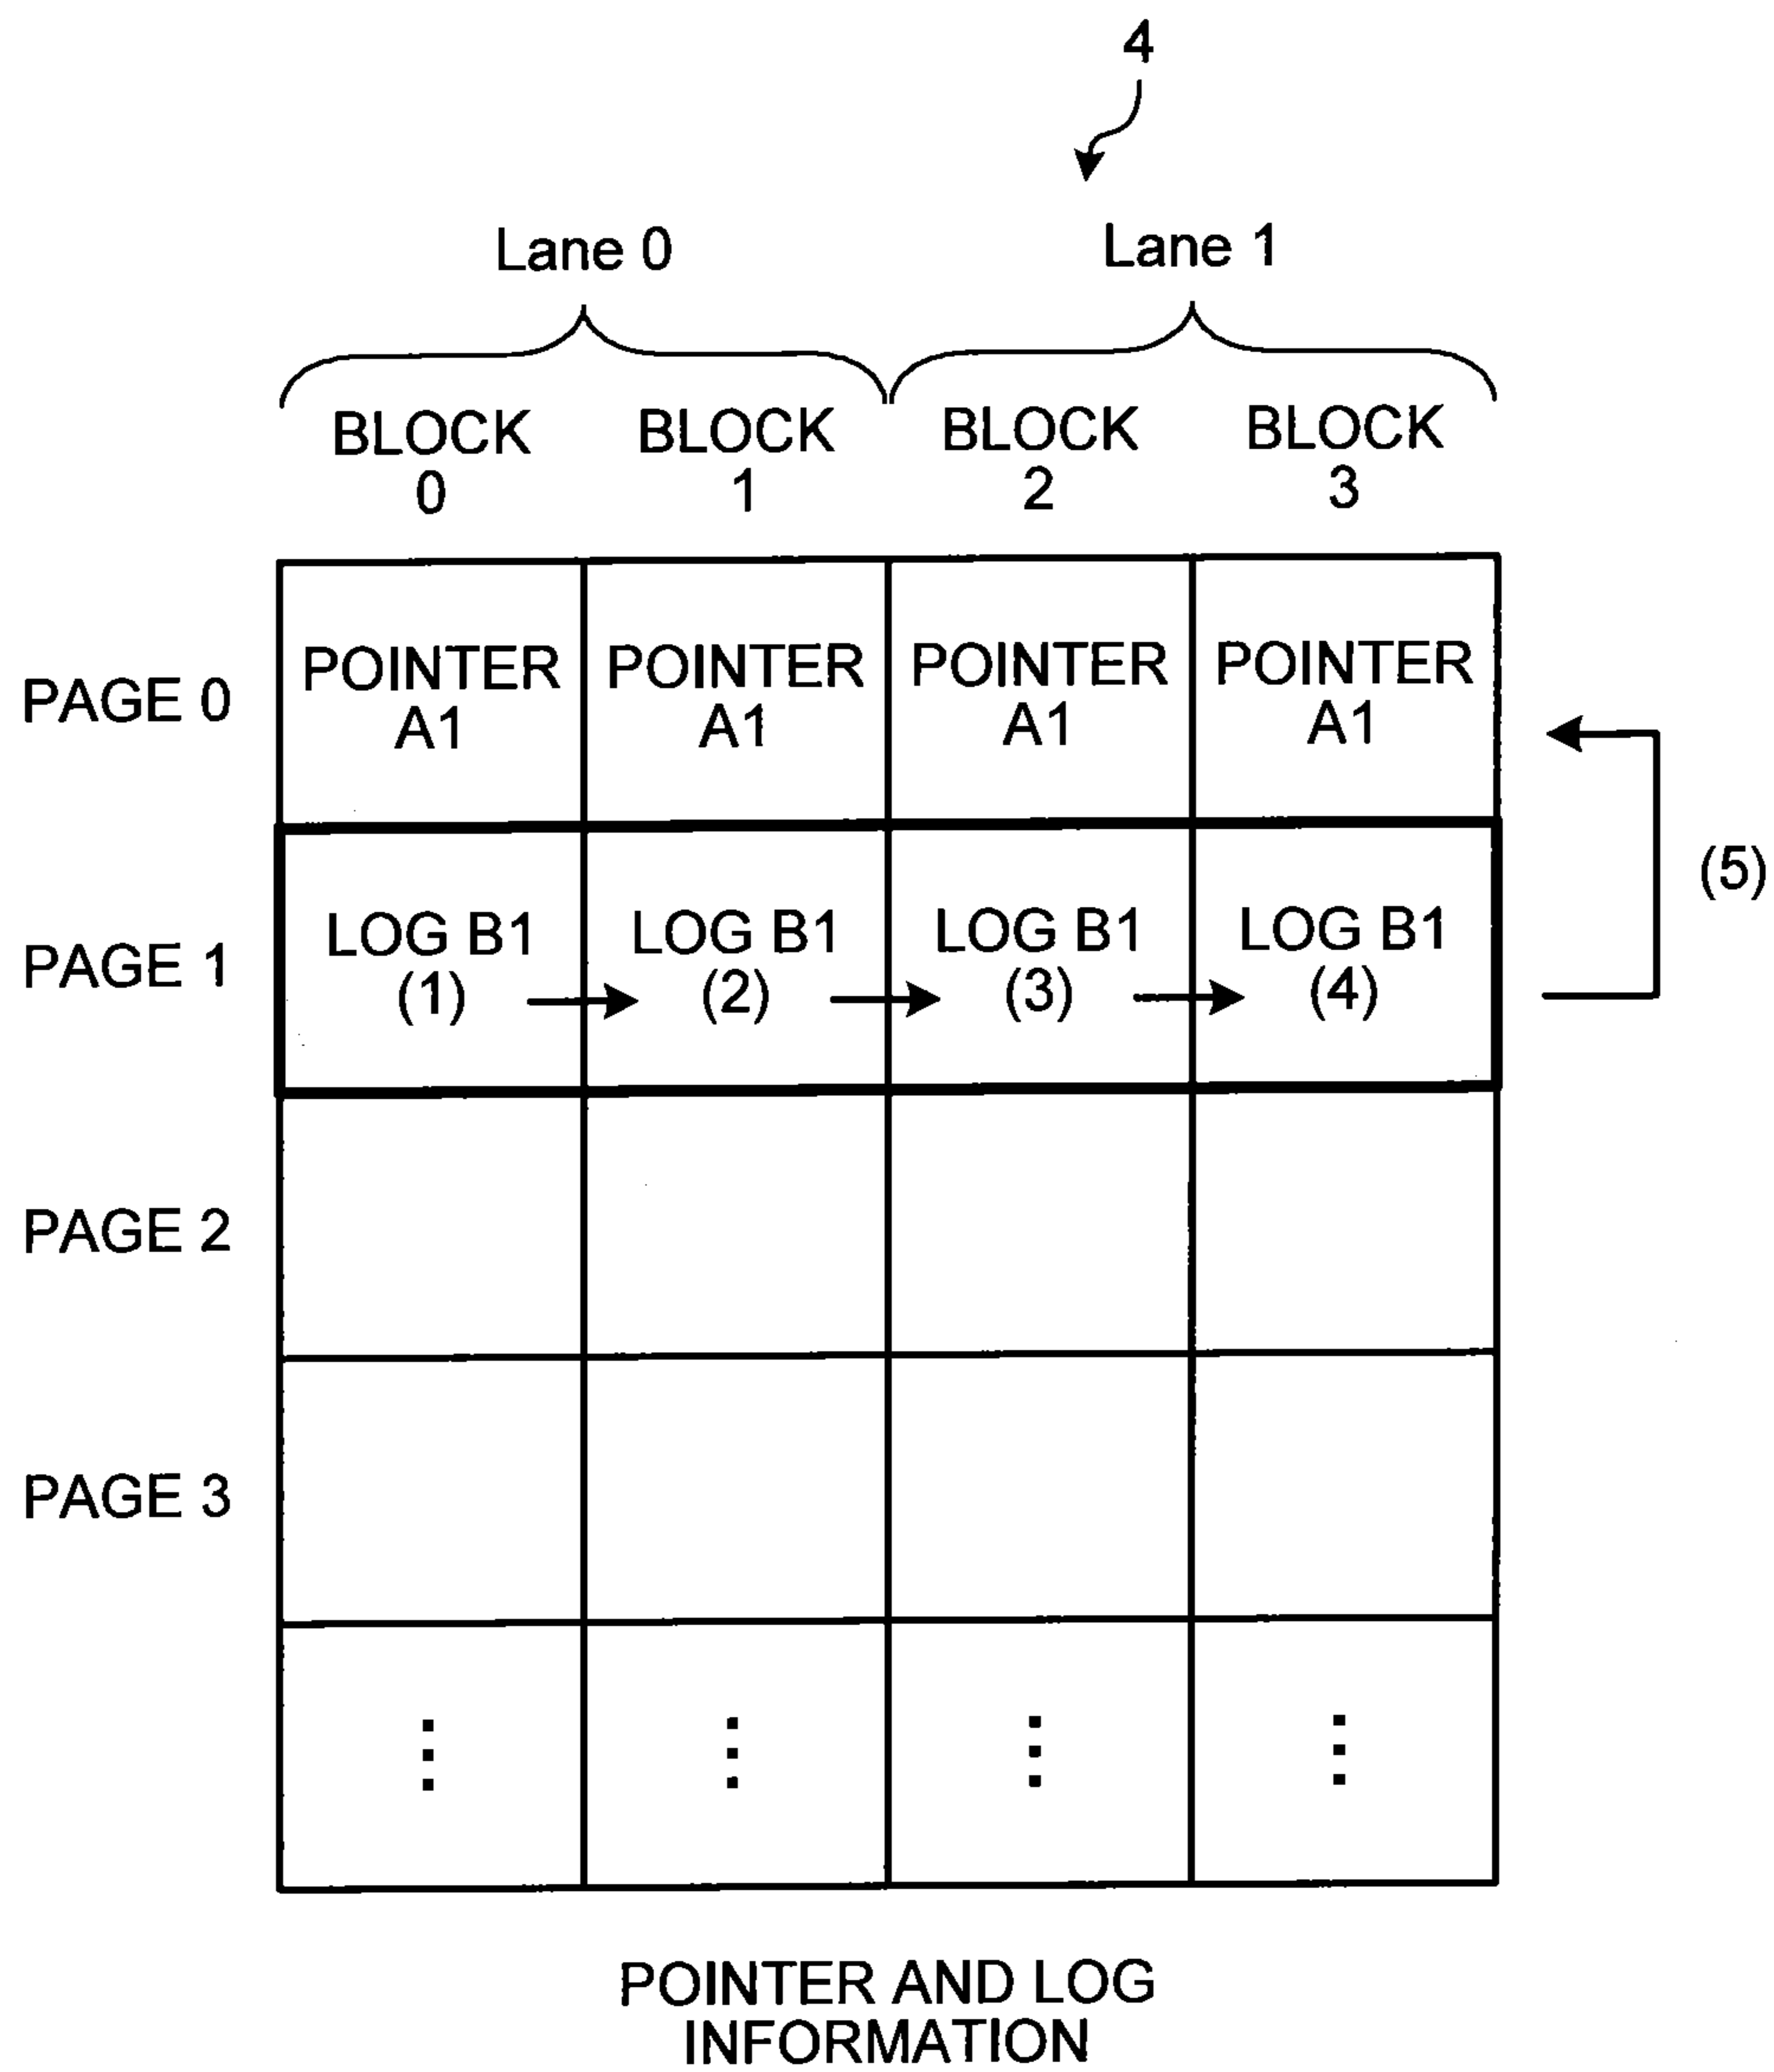 4
Lane 0 Lane 1
BLOCK BLOCK BLOCK BLOCK
0 1 2 3
PAGE 0
POINTER POINTER POINTER POINTER
A1 A1 A1 A1
PAGE 1
LOG B1 LOG B1 LOG B1 LOG B1
(1) (2) (3) (4)
(5)
PAGE 2
PAGE 3
POINTER AND LOG
INFORMATION